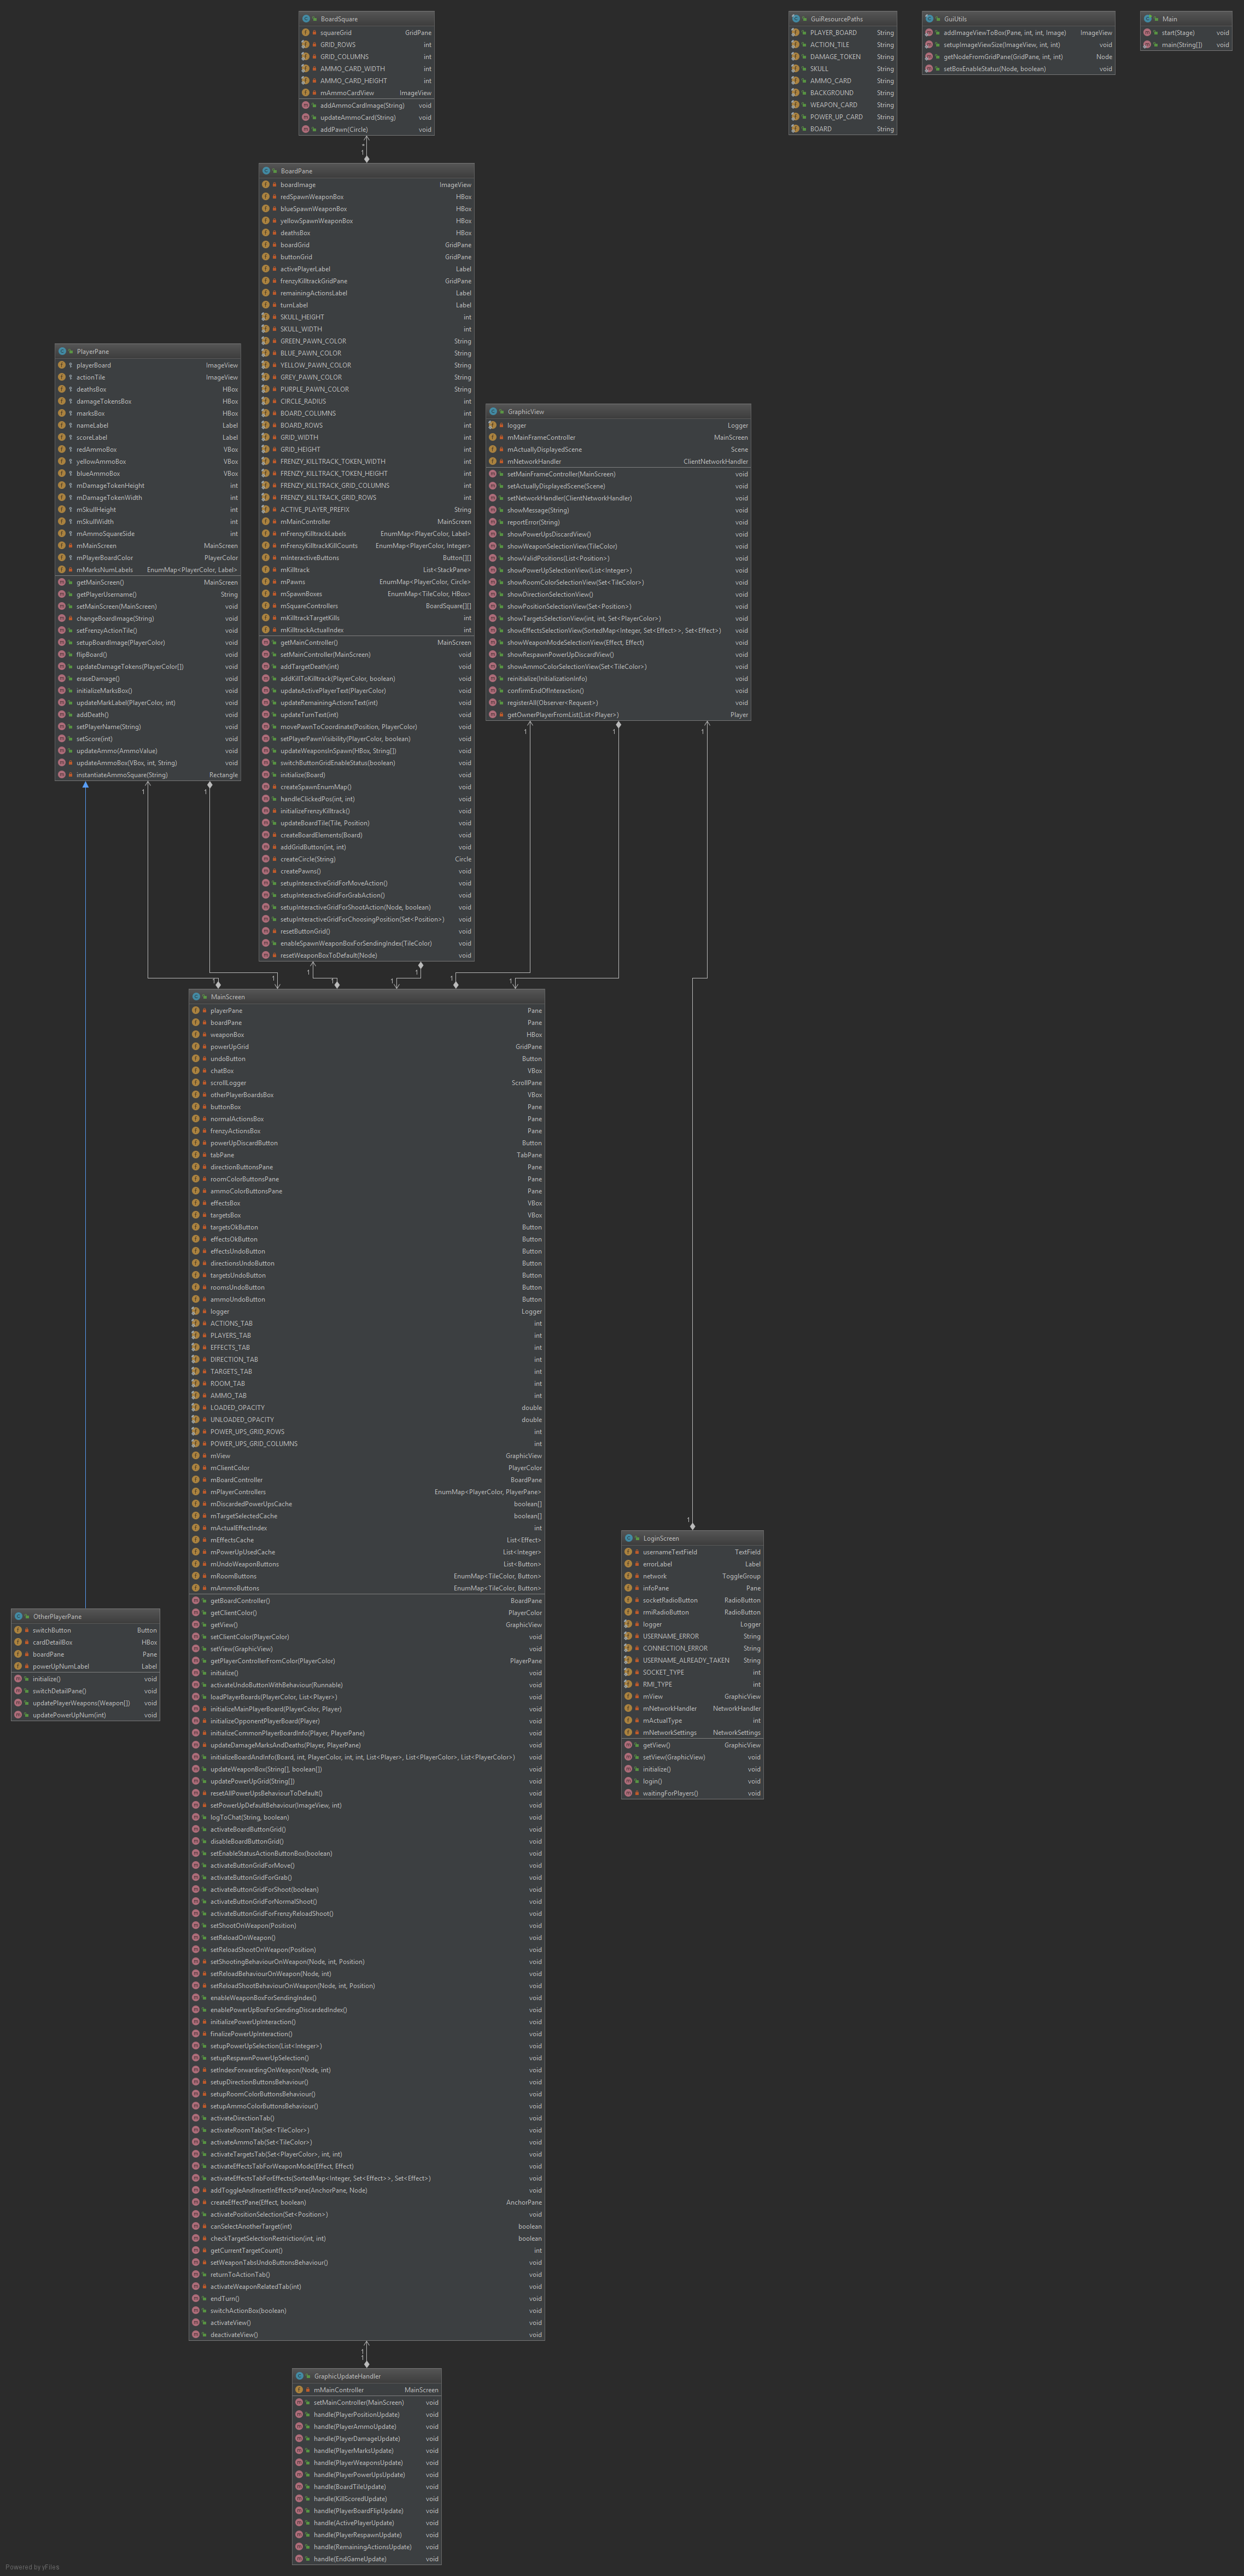 BoardSquare
squareGrid GridPane
GRID_ROWS int
GRID_COLUMNS int
AMMO_CARD_WIDTH int
AMMO_CARD_HEIGHT int
mAmmoCardView ImageView
addAmmoCardImage(String) void
updateAmmoCard(String) void
addPawn(Circle) void
GuiResourcePaths
PLAYER_BOARD String
ACTION_TILE String
DAMAGE_TOKEN String
SKULL String
AMMO_CARD String
BACKGROUND String
WEAPON_CARD String
POWER_UP_CARD String
BOARD String
GuiUtils
addImageViewToBox(Pane, int, int, Image) ImageView
setupImageViewSize(ImageView, int, int) void
getNodeFromGridPane(GridPane, int, int) Node
setBoxEnableStatus(Node, boolean) void
Main
start(Stage) void
main(String[]) void
*
1
BoardPane
boardImage ImageView
redSpawnWeaponBox HBox
blueSpawnWeaponBox HBox
yellowSpawnWeaponBox HBox
deathsBox HBox
boardGrid GridPane
buttonGrid GridPane
activePlayerLabel Label
frenzyKilltrackGridPane GridPane
remainingActionsLabel Label
turnLabel Label
SKULL_HEIGHT int
SKULL_WIDTH int
GREEN_PAWN_COLOR String
BLUE_PAWN_COLOR String
YELLOW_PAWN_COLOR String
GREY_PAWN_COLOR String
PURPLE_PAWN_COLOR String
CIRCLE_RADIUS int
BOARD_COLUMNS int
BOARD_ROWS int
GRID_WIDTH int
GRID_HEIGHT int
FRENZY_KILLTRACK_TOKEN_WIDTH int
FRENZY_KILLTRACK_TOKEN_HEIGHT int
FRENZY_KILLTRACK_GRID_COLUMNS int
FRENZY_KILLTRACK_GRID_ROWS int
ACTIVE_PLAYER_PREFIX String
mMainController MainScreen
mFrenzyKilltrackLabels EnumMap<PlayerColor, Label>
mFrenzyKilltrackKillCounts EnumMap<PlayerColor, Integer>
mInteractiveButtons Button[][]
mKilltrack List<StackPane>
mPawns EnumMap<PlayerColor, Circle>
mSpawnBoxes EnumMap<TileColor, HBox>
mSquareControllers BoardSquare[][]
mKilltrackTargetKills int
mKilltrackActualIndex int
getMainController() MainScreen
setMainController(MainScreen) void
addTargetDeath(int) void
addKillToKilltrack(PlayerColor, boolean) void
updateActivePlayerText(PlayerColor) void
updateRemainingActionsText(int) void
updateTurnText(int) void
movePawnToCoordinate(Position, PlayerColor) void
setPlayerPawnVisibility(PlayerColor, boolean) void
updateWeaponsInSpawn(HBox, String[]) void
switchButtonGridEnableStatus(boolean) void
initialize(Board) void
createSpawnEnumMap() void
handleClickedPos(int, int) void
initializeFrenzyKilltrack() void
updateBoardTile(Tile, Position) void
createBoardElements(Board) void
addGridButton(int, int) void
createCircle(String) Circle
createPawns() void
setupInteractiveGridForMoveAction() void
setupInteractiveGridForGrabAction() void
setupInteractiveGridForShootAction(Node, boolean) void
setupInteractiveGridForChoosingPosition(Set<Position>) void
resetButtonGrid() void
enableSpawnWeaponBoxForSendingIndex(TileColor) void
resetWeaponBoxToDefault(Node) void
PlayerPane
playerBoard ImageView
actionTile ImageView
deathsBox HBox
damageTokensBox HBox
marksBox HBox
nameLabel Label
scoreLabel Label
redAmmoBox VBox
yellowAmmoBox VBox
blueAmmoBox VBox
mDamageTokenHeight int
mDamageTokenWidth int
mSkullHeight int
mSkullWidth int
mAmmoSquareSide int
mMainScreen MainScreen
mPlayerBoardColor PlayerColor
mMarksNumLabels EnumMap<PlayerColor, Label>
getMainScreen() MainScreen
getPlayerUsername() String
setMainScreen(MainScreen) void
changeBoardImage(String) void
setFrenzyActionTile() void
setupBoardImage(PlayerColor) void
flipBoard() void
updateDamageTokens(PlayerColor[]) void
eraseDamage() void
initializeMarksBox() void
updateMarkLabel(PlayerColor, int) void
addDeath() void
setPlayerName(String) void
setScore(int) void
updateAmmo(AmmoValue) void
updateAmmoBox(VBox, int, String) void
instantiateAmmoSquare(String) Rectangle
GraphicView
logger Logger
mMainFrameController MainScreen
mActuallyDisplayedScene Scene
mNetworkHandler ClientNetworkHandler
setMainFrameController(MainScreen) void
setActuallyDisplayedScene(Scene) void
setNetworkHandler(ClientNetworkHandler) void
showMessage(String) void
reportError(String) void
showPowerUpsDiscardView() void
showWeaponSelectionView(TileColor) void
showValidPositions(List<Position>) void
showPowerUpSelectionView(List<Integer>) void
showRoomColorSelectionView(Set<TileColor>) void
showDirectionSelectionView() void
showPositionSelectionView(Set<Position>) void
showTargetsSelectionView(int, int, Set<PlayerColor>) void
showEffectsSelectionView(SortedMap<Integer, Set<Effect>>, Set<Effect>) void
showWeaponModeSelectionView(Effect, Effect) void
showRespawnPowerUpDiscardView() void
showAmmoColorSelectionView(Set<TileColor>) void
reinitialize(InitializationInfo) void
confirmEndOfInteraction() void
registerAll(Observer<Request>) void
getOwnerPlayerFromList(List<Player>) Player
1 1 1 1 1
1 1 1 1 1 1 1 1
MainScreen
playerPane Pane
boardPane Pane
weaponBox HBox
powerUpGrid GridPane
undoButton Button
chatBox VBox
scrollLogger ScrollPane
otherPlayerBoardsBox VBox
buttonBox Pane
normalActionsBox Pane
frenzyActionsBox Pane
powerUpDiscardButton Button
tabPane TabPane
directionButtonsPane Pane
roomColorButtonsPane Pane
ammoColorButtonsPane Pane
effectsBox VBox
targetsBox VBox
targetsOkButton Button
effectsOkButton Button
effectsUndoButton Button
directionsUndoButton Button
targetsUndoButton Button
roomsUndoButton Button
ammoUndoButton Button
logger Logger
ACTIONS_TAB int
PLAYERS_TAB int
EFFECTS_TAB int
DIRECTION_TAB int
TARGETS_TAB int
ROOM_TAB int
AMMO_TAB int
LOADED_OPACITY double
UNLOADED_OPACITY double
POWER_UPS_GRID_ROWS int
POWER_UPS_GRID_COLUMNS int
mView GraphicView
mClientColor PlayerColor
mBoardController BoardPane
mPlayerControllers EnumMap<PlayerColor, PlayerPane>
mDiscardedPowerUpsCache boolean[]
mTargetSelectedCache boolean[]
mActualEffectIndex int
mEffectsCache List<Effect>
mPowerUpUsedCache List<Integer>
mUndoWeaponButtons List<Button>
mRoomButtons EnumMap<TileColor, Button>
mAmmoButtons EnumMap<TileColor, Button>
getBoardController() BoardPane
getClientColor() PlayerColor
getView() GraphicView
setClientColor(PlayerColor) void
setView(GraphicView) void
getPlayerControllerFromColor(PlayerColor) PlayerPane
initialize() void
activateUndoButtonWithBehaviour(Runnable) void
loadPlayerBoards(PlayerColor, List<Player>) void
initializeMainPlayerBoard(PlayerColor, Player) void
initializeOpponentPlayerBoard(Player) void
initializeCommonPlayerBoardInfo(Player, PlayerPane) void
updateDamageMarksAndDeaths(Player, PlayerPane) void
initializeBoardAndInfo(Board, int, PlayerColor, int, int, List<Player>, List<PlayerColor>, List<PlayerColor>) void
updateWeaponBox(String[], boolean[]) void
updatePowerUpGrid(String[]) void
resetAllPowerUpsBehaviourToDefault() void
setPowerUpDefaultBehaviour(ImageView, int) void
logToChat(String, boolean) void
activateBoardButtonGrid() void
disableBoardButtonGrid() void
setEnableStatusActionButtonBox(boolean) void
activateButtonGridForMove() void
activateButtonGridForGrab() void
activateButtonGridForShoot(boolean) void
activateButtonGridForNormalShoot() void
activateButtonGridForFrenzyReloadShoot() void
setShootOnWeapon(Position) void
setReloadOnWeapon() void
setReloadShootOnWeapon(Position) void
setShootingBehaviourOnWeapon(Node, int, Position) void
setReloadBehaviourOnWeapon(Node, int) void
setReloadShootBehaviourOnWeapon(Node, int, Position) void
enableWeaponBoxForSendingIndex() void
enablePowerUpBoxForSendingDiscardedIndex() void
initializePowerUpInteraction() void
finalizePowerUpInteraction() void
setupPowerUpSelection(List<Integer>) void
setupRespawnPowerUpSelection() void
setIndexForwardingOnWeapon(Node, int) void
setupDirectionButtonsBehaviour() void
setupRoomColorButtonsBehaviour() void
setupAmmoColorButtonsBehaviour() void
activateDirectionTab() void
activateRoomTab(Set<TileColor>) void
activateAmmoTab(Set<TileColor>) void
activateTargetsTab(Set<PlayerColor>, int, int) void
activateEffectsTabForWeaponMode(Effect, Effect) void
activateEffectsTabForEffects(SortedMap<Integer, Set<Effect>>, Set<Effect>) void
addToggleAndInsertInEffectsPane(AnchorPane, Node) void
createEffectPane(Effect, boolean) AnchorPane
activatePositionSelection(Set<Position>) void
canSelectAnotherTarget(int) boolean
checkTargetSelectionRestriction(int, int) boolean
getCurrentTargetCount() int
setWeaponTabsUndoButtonsBehaviour() void
returnToActionTab() void
activateWeaponRelatedTab(int) void
endTurn() void
switchActionBox(boolean) void
activateView() void
deactivateView() void
1
LoginScreen
usernameTextField TextField
errorLabel Label
network ToggleGroup
infoPane Pane
socketRadioButton RadioButton
rmiRadioButton RadioButton
logger Logger
USERNAME_ERROR String
CONNECTION_ERROR String
USERNAME_ALREADY_TAKEN String
SOCKET_TYPE int
RMI_TYPE int
mView GraphicView
mNetworkHandler NetworkHandler
mActualType int
mNetworkSettings NetworkSettings
getView() GraphicView
setView(GraphicView) void
initialize() void
login() void
waitingForPlayers() void
OtherPlayerPane
switchButton Button
cardDetailBox HBox
boardPane Pane
powerUpNumLabel Label
initialize() void
switchDetailPane() void
updatePlayerWeapons(Weapon[]) void
updatePowerUpNum(int) void
1
1
GraphicUpdateHandler
mMainController MainScreen
setMainController(MainScreen) void
handle(PlayerPositionUpdate) void
handle(PlayerAmmoUpdate) void
handle(PlayerDamageUpdate) void
handle(PlayerMarksUpdate) void
handle(PlayerWeaponsUpdate) void
handle(PlayerPowerUpsUpdate) void
handle(BoardTileUpdate) void
handle(KillScoredUpdate) void
handle(PlayerBoardFlipUpdate) void
handle(ActivePlayerUpdate) void
handle(PlayerRespawnUpdate) void
handle(RemainingActionsUpdate) void
handle(EndGameUpdate) void
Powered by yFiles